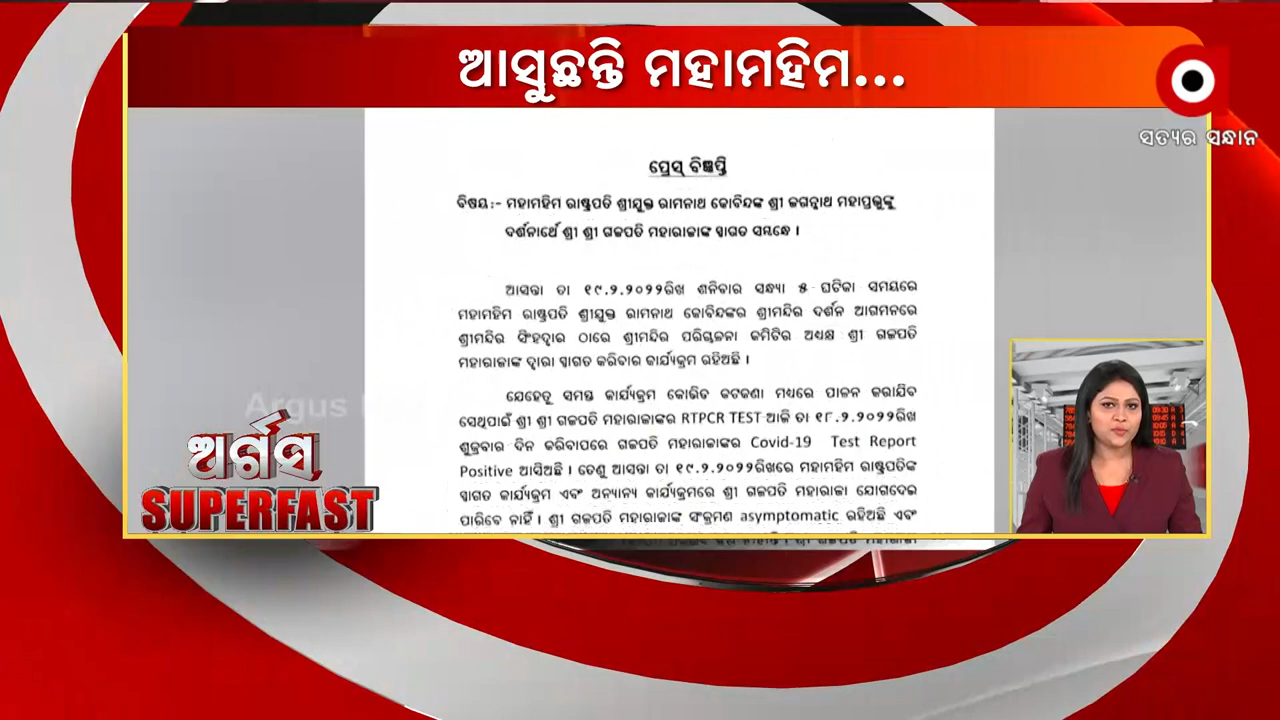 ଆସୁଛନ୍ତି ମହାମହିମ...
ସତ୍ୟର ସନ୍ଧାନ
ପ୍ରେସ୍ ବିଜ୍ଞପ୍ତି
ବିଷୟ:- ମହାମହିମ ରାଷ୍ଟ୍ରପତି ଶ୍ରୀଯୁକ୍ତ ରାମନାଥ କୋବିନ୍ଦଙ୍କ ଶ୍ରୀ ଜଗନ୍ନାଥ ମହାପ୍ରଭୁଙ୍କୁ
ଦର୍ଶନାର୍ଥେ ଶ୍ରୀ ଶ୍ରୀ ଗଜପତି ମହାରାଜାଙ୍କ ସ୍ୱାଗତ ସମ୍ବନ୍ଧେ ।
ଆସନ୍ତା ତା ୧୯.୨.୨୦୨୨ରିଖ ଶନିବାର ସନ୍ଧ୍ୟା ୫ ଘଟିକା ସମୟରେ
ମହାମହିମ ରାଷ୍ଟ୍ରପତି ଶ୍ରୀଯୁକ୍ତ ରାମନାଥ କୋବିନ୍ଦଙ୍କର ଶ୍ରୀମନ୍ଦିର ଦର୍ଶନ ଆଗମନରେ
ଶ୍ରୀମନ୍ଦିର ସିଂହଦ୍ୱାର ଠାରେ ଶ୍ରୀମନ୍ଦିର ପରିଚାଳନା କମିଟିର ଅଧ୍ୟକ୍ଷ ଶ୍ରୀ ଗଜପତି
ମହାରାଜାଙ୍କ ଦ୍ୱାରା ସ୍ୱାଗତ କରିବାର କାର୍ଯ୍ୟକ୍ରମ ରହିଅଛି ।
ଯେହେତୁ ସମସ୍ତ କାର୍ଯ୍ୟକ୍ରମ କୋଭିଡ କଟକଣା ମଧ୍ୟରେ ପାଳନ କରାଯିବ
ସେଥିପାଇଁ ଶ୍ରୀ ଶ୍ରୀ ଗଜପତି ମହାରାଜାଙ୍କର RTPCR TEST ଆଜି ତା ୧୮.୨.୨୦୨୨ରିଖ
ଶୁକ୍ରବାର ଦିନ କରିବାପରେ ଗଜପତି ମହାରାଜାଙ୍କର Covid-19 Test Report
Positive ଆସିଅଛି । ତେଣୁ ଆସନ୍ତା ତା ୧୯.୨.୨୦୨୨ରିଖରେ ମହାମହିମ ରାଷ୍ଟ୍ରପତିଙ୍କ
ସ୍ୱାଗତ କାର୍ଯ୍ୟକ୍ରମ ଏବଂ ଅନ୍ୟାନ୍ୟ କାର୍ଯ୍ୟକ୍ରମରେ ଶ୍ରୀ ଗଜପତି ମହାରାଜା ଯୋଗଦେଇ
ପାରିବେ ନାହିଁ । ଶ୍ରୀ ଗଜପତି ମହାରାଜାଙ୍କ ସଂକ୍ରମଣ asymptomatic ରହିଅଛି ଏବଂ
Argus
ଅର୍ଗସ
SUPERFAST